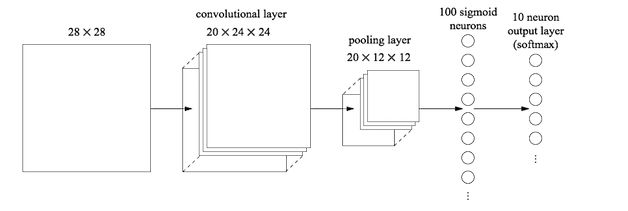 28 × 28
convolutional layer
20 × 24 × 24
pooling layer
20 × 12 × 12
100 sigmoid
neurons
10 neuron
output layer
(softmax)